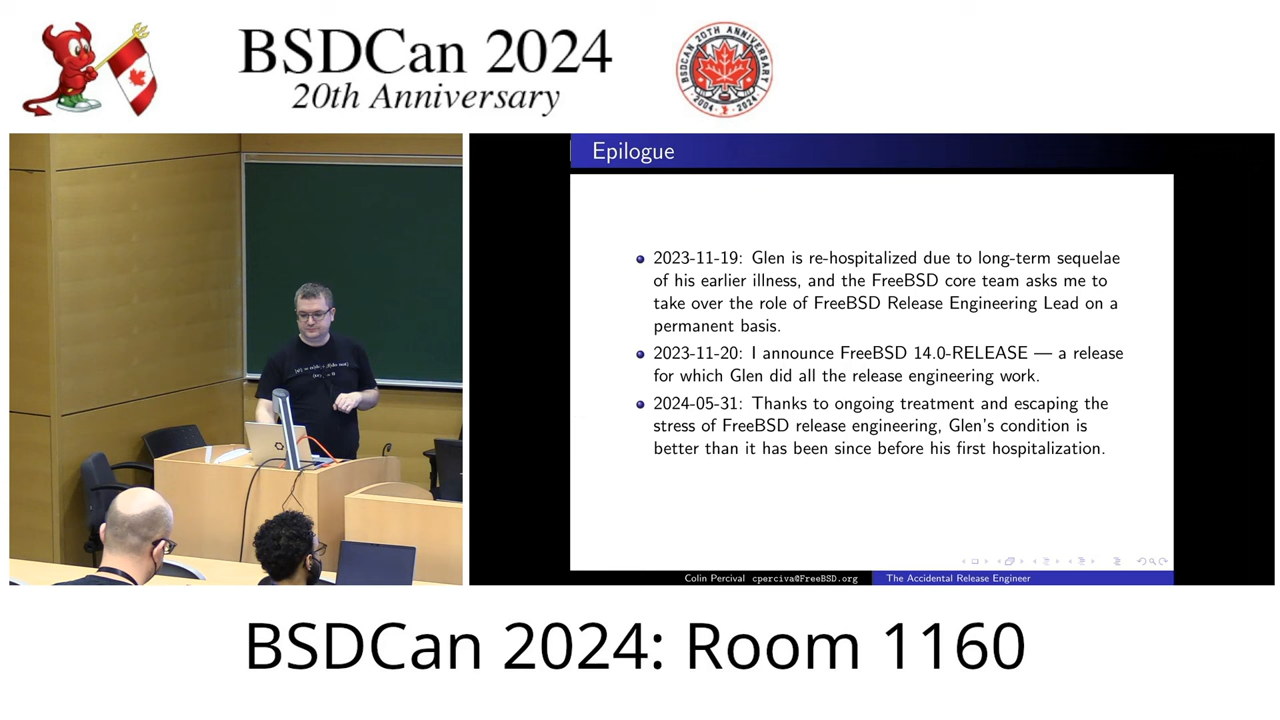 BSDCan 2024
20th Anniversary
BSDCAN 20TH ANNIVERSARY
2004 2024
Epilogue
2023-11-19: Glen is re-hospitalized due to long-term sequelae
of his earlier illness, and the FreeBSD core team asks me to
take over the role of FreeBSD Release Engineering Lead on a
permanent basis.
2023-11-20: I announce FreeBSD 14.0-RELEASE — a release
for which Glen did all the release engineering work.
2024-05-31: Thanks to ongoing treatment and escaping the
stress of FreeBSD release engineering, Glen's condition is
better than it has been since before his first hospitalization.
Colin Percival cperciva@FreeBSD.org
The Accidental Release Engineer
BSDCan 2024: Room 1160